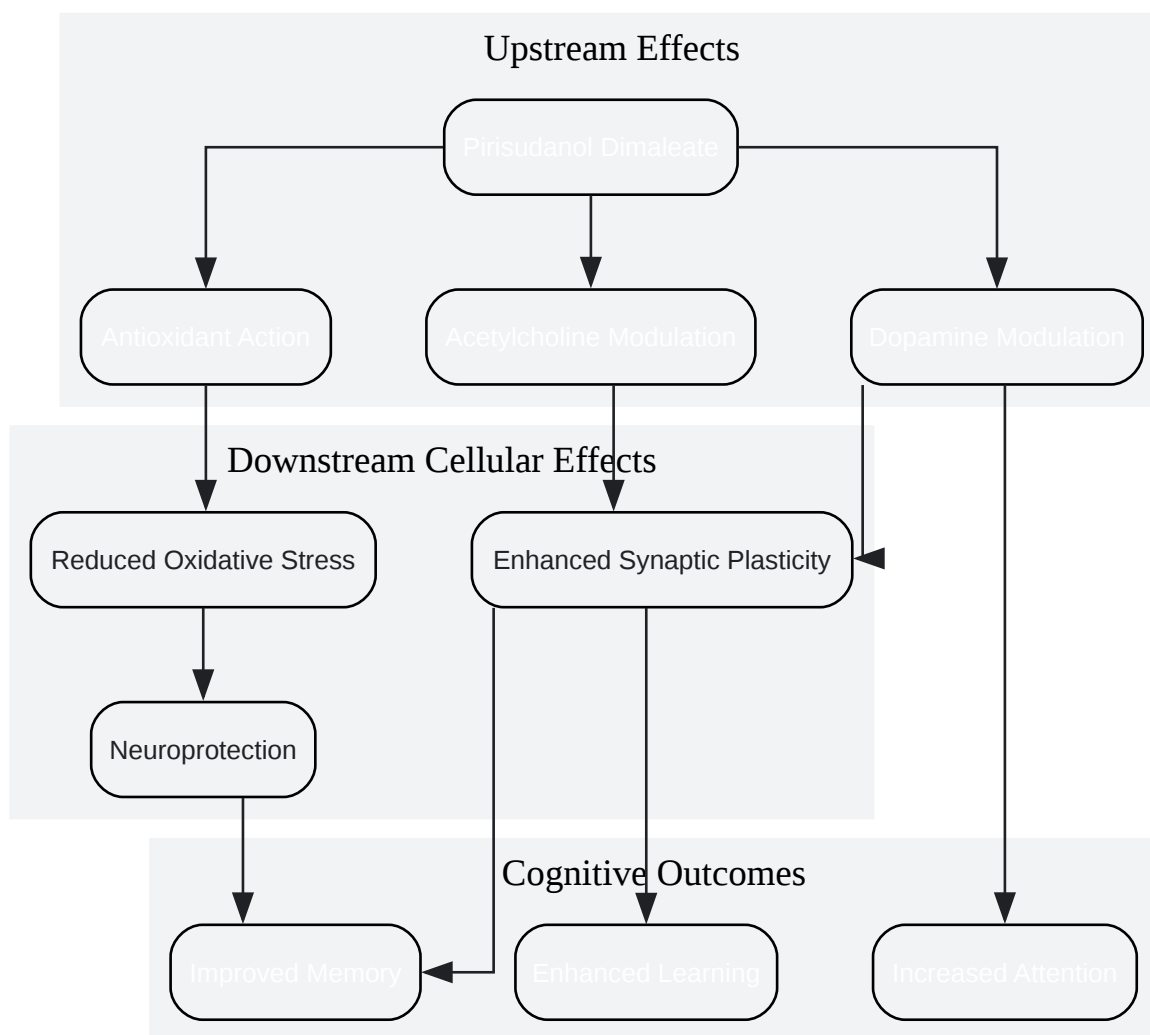 Upstream Effects
Pirisudanol Dimaleate
Antioxidant Action
Acetylcholine Modulation
Dopamine Modulation
Downstream Cellular Effects
Reduced Oxidative Stress
Enhanced Synaptic Plasticity
Neuroprotection
Cognitive Outcomes
Improved Memory
Enhanced Learning
Increased Attention